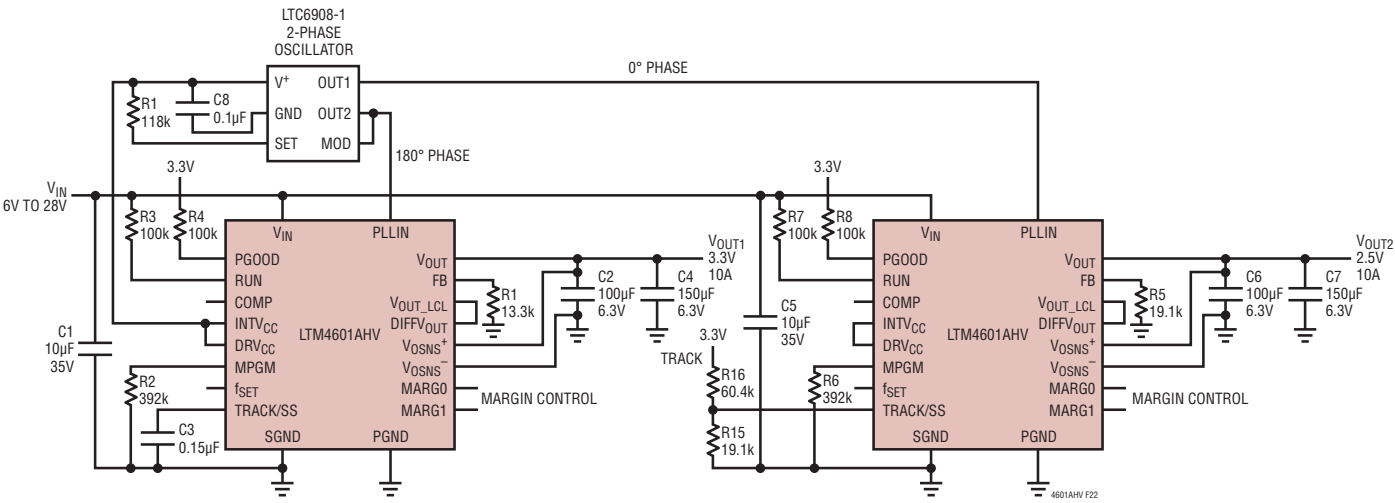 LTC6908-1
2-PHASE
OSCILLATOR
V+
OUT1
GND
OUT2
SET
MOD
R1
118k
C8
0.1µF
0° PHASE
180° PHASE
VIN
6V TO 28V
3.3V
R3
100k
R4
100k
C1
10µF
35V
R2
392k
C3
0.15µF
VIN
PLLIN
PGOOD
RUN
COMP
INTVCC
DRVCC
MPGM
fSET
TRACK/SS
SGND
PGND
LTM4601AHV
VOUT
FB
VOUT_LCL
DIFFVOUT
VOSNS+
VOSNS–
MARG0
MARG1
R1
13.3k
C2
100µF
6.3V
C4
150µF
6.3V
VOUT1
3.3V
10A
MARGIN CONTROL
3.3V
R7
100k
R8
100k
C5
10µF
35V
3.3V
TRACK
R16
60.4k
R15
19.1k
R6
392k
VIN
PLLIN
PGOOD
RUN
COMP
INTVCC
DRVCC
MPGM
fSET
TRACK/SS
SGND
PGND
LTM4601AHV
VOUT
FB
VOUT_LCL
DIFFVOUT
VOSNS+
VOSNS–
MARG0
MARG1
R5
19.1k
C6
100µF
6.3V
C7
150µF
6.3V
VOUT2
2.5V
10A
MARGIN CONTROL
4601AHV F22